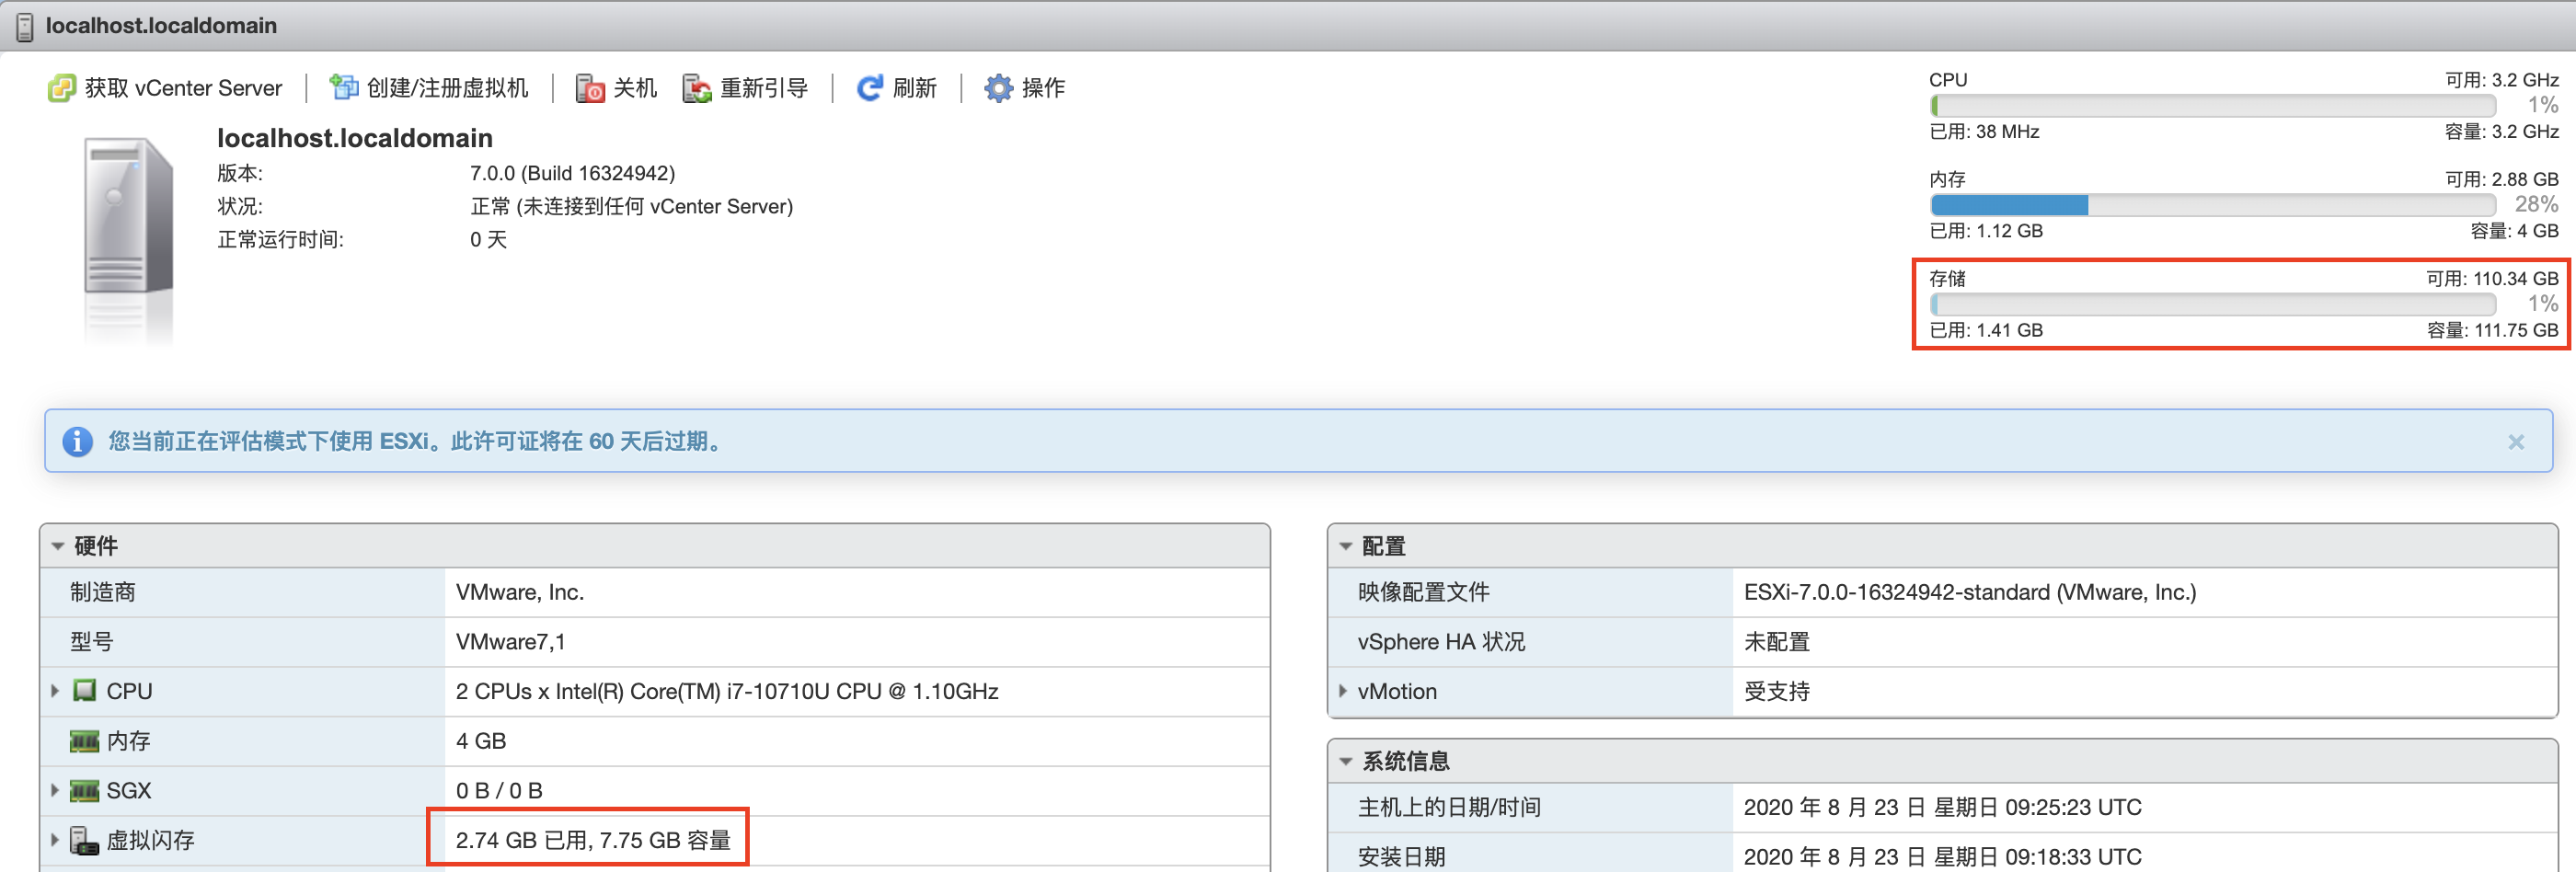 localhost.localdomain
获取 vCenter Server 创建/注册虚拟机 关机 重新引导 刷新 操作
localhost.localdomain
版本: 7.0.0 (Build 16324942)
状况: 正常 (未连接到任何 vCenter Server)
正常运行时间: 0 天
CPU 可用: 3.2 GHz
1%
已用: 38 MHz 容量: 3.2 GHz
内存 可用: 2.88 GB
28%
已用: 1.12 GB 容量: 4 GB
存储 可用: 110.34 GB
1%
已用: 1.41 GB 容量: 111.75 GB
您当前正在评估模式下使用 ESXi。此许可证将在 60 天后过期。
硬件
制造商 VMware, Inc.
型号 VMware7,1
CPU 2 CPUs x Intel(R) Core(TM) i7-10710U CPU @ 1.10GHz
内存 4 GB
SGX 0 B / 0 B
虚拟闪存 2.74 GB 已用, 7.75 GB 容量
配置
映像配置文件 ESXi-7.0.0-16324942-standard (VMware, Inc.)
vSphere HA 状况 未配置
vMotion 受支持
系统信息
主机上的日期/时间 2020 年 8 月 23 日 星期日 09:25:23 UTC
安装日期 2020 年 8 月 23 日 星期日 09:18:33 UTC